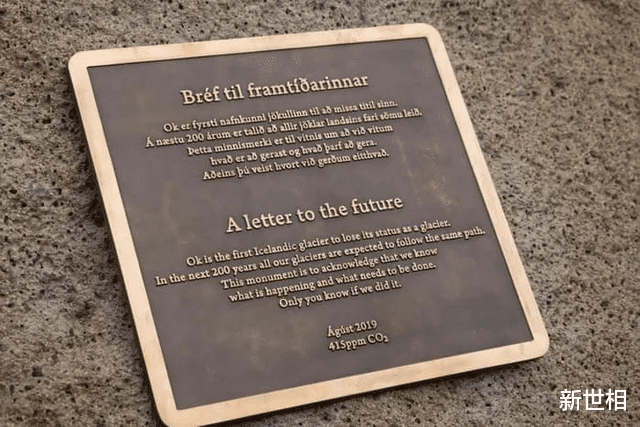 Bréf til framtíðarinnar
Ok er fyrsti nafnkunni jökullinn til að missa titil sinn.
Á næstu 200 árum er talið að allir jöklar landsins fari sömu leið.
Þetta minnismerki er til vitnis um að við vitum
hvað er að gerast og hvað þarf að gera.
Aðeins þú veist hvort við gerðum eitthvað.
A letter to the future
Ok is the first Icelandic glacier to lose its status as a glacier.
In the next 200 years all our glaciers are expected to follow the same path.
This monument is to acknowledge that we know
what is happening and what needs to be done.
Only you know if we did it.
Ágúst 2019
415ppm CO₂
新世相